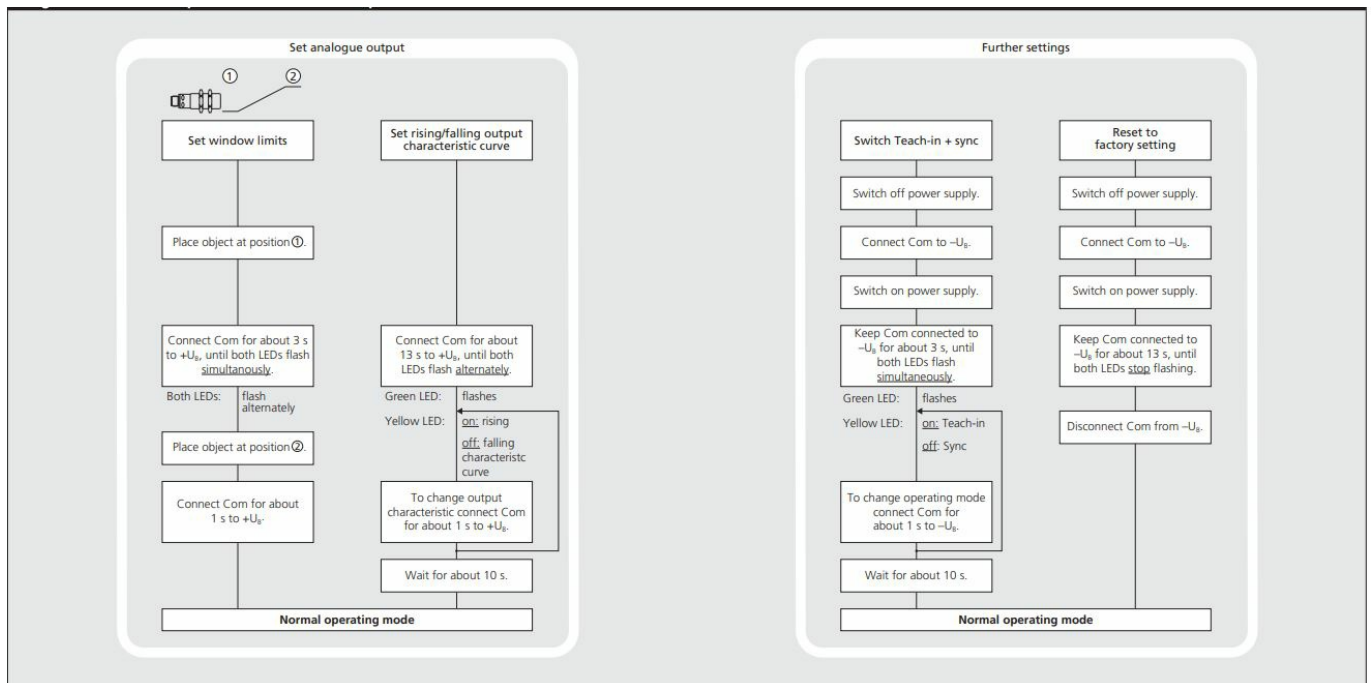 Set analogue output
① ②
Set window limits
Place object at position ①.
Connect Com for about 3 s
to +U_B, until both LEDs flash
simultanously.
Both LEDs: flash
alternately
Place object at position ②.
Connect Com for about
1 s to +U_B.
Set rising/falling output
characteristic curve
Connect Com for about
13 s to +U_B, until both
LEDs flash alternately.
Green LED: flashes
Yellow LED: on: rising
off: falling
characteristc
curve
To change output
characteristic connect Com
for about 1 s to +U_B.
Wait for about 10 s.
Normal operating mode
Further settings
Switch Teach-in + sync
Switch off power supply.
Connect Com to –U_B.
Switch on power supply.
Keep Com connected to
–U_B for about 3 s, until
both LEDs flash
simultaneously.
Green LED: flashes
Yellow LED: on: Teach-in
off: Sync
To change operating mode
connect Com for
about 1 s to –U_B.
Wait for about 10 s.
Reset to
factory setting
Switch off power supply.
Connect Com to –U_B.
Switch on power supply.
Keep Com connected to
–U_B for about 13 s, until
both LEDs stop flashing.
Disconnect Com from –U_B.
Normal operating mode